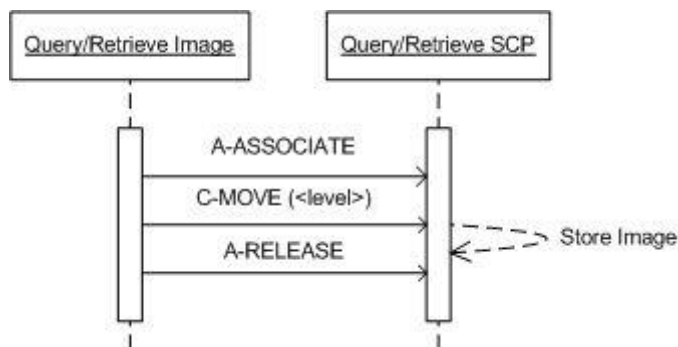 Query/Retrieve Image
Query/Retrieve SCP
A-ASSOCIATE
C-MOVE (<level>)
Store Image
A-RELEASE